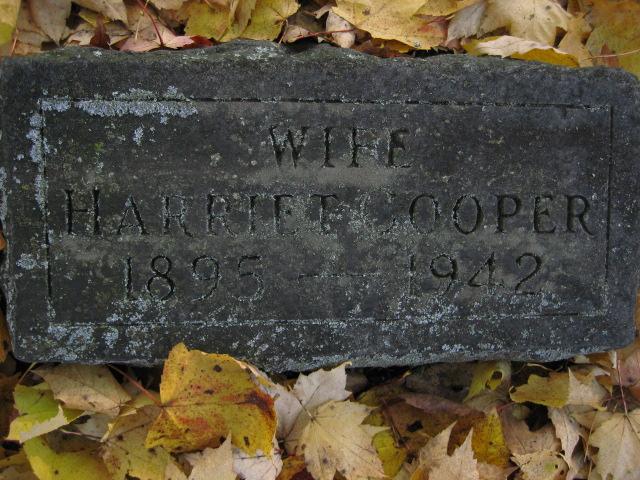 WIFE
HARRIET COOPER
1895 — 1942